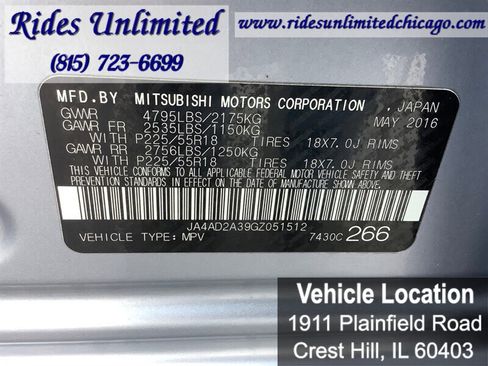 Rides Unlimited
(815) 723-6699
www.ridesunlimitedchicago.com
MFD.BY MITSUBISHI MOTORS CORPORATION , JAPAN
GVWR 4795LBS/2175KG MAY 2016
GAWR FR 2535LBS/1150KG
WITH P225/55R18 TIRES 18X7.0J RIMS
GAWR RR 2756LBS/1250KG
WITH P225/55R18 TIRES 18X7.0J RIMS
THIS VEHICLE CONFORMS TO ALL APPLICABLE FEDERAL MOTOR VEHICLE SAFETY AND THEFT
PREVENTION STANDARDS IN EFFECT ON THE DATE OF MANUFACTURE SHOWN ABOVE.
JA4AD2A39GZ051512
VEHICLE TYPE:MPV 7430C 266
Vehicle Location
1911 Plainfield Road
Crest Hill, IL 60403